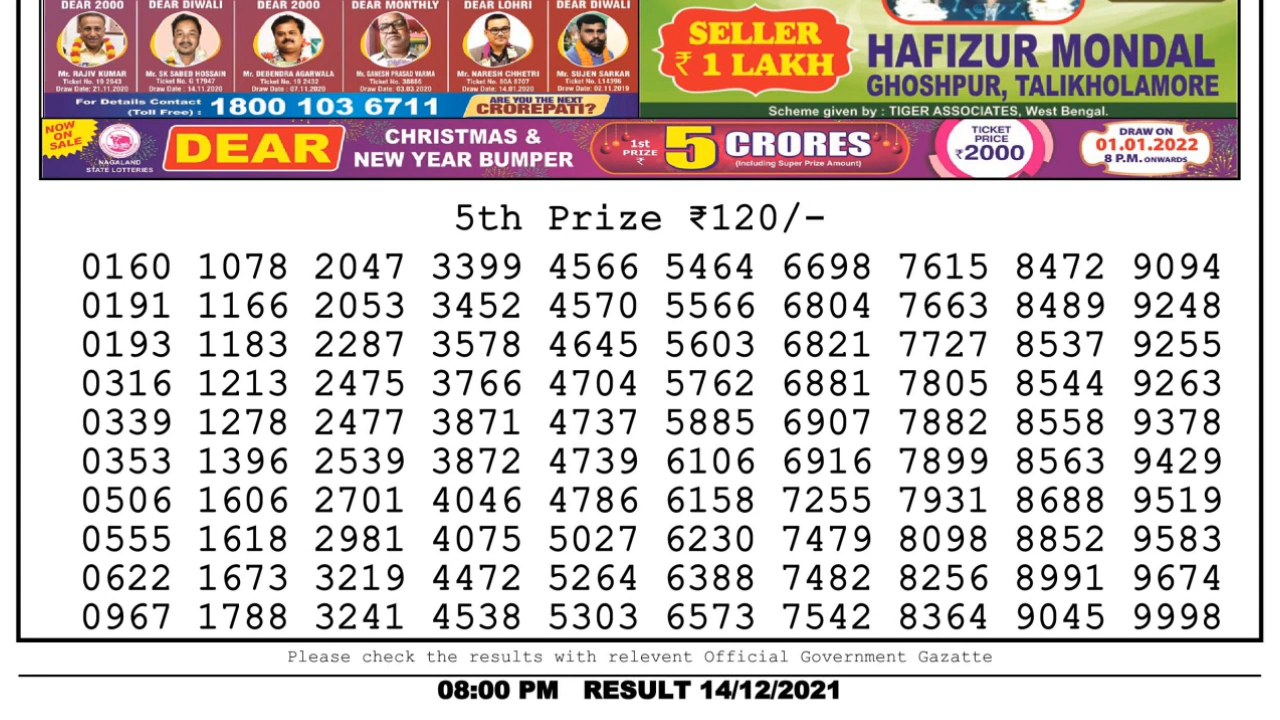 DEAR 2000 DEAR DIWALI DEAR 2000 DEAR MONTHLY DEAR LOHRI DEAR DIWALI
Mr. RAJIV KUMAR Mr. SK SABED HOSSAIN Mr. DEBENDRA AGARWALA Mr. GANESH PRASAD VARMA Mr. NARESH CHHETRI Mr. SUJEN SARKAR
Ticket No. 19 2643 Ticket No. G 17947 Ticket No. 19 2432 Ticket No. 38888 Ticket No. 80A 8707 Ticket No. L14396
Draw Date: 21.11.2020 Draw Date: 14.11.2020 Draw Date: 07.11.2020 Draw Date: 03.03.2020 Draw Date: 14.01.2020 Draw Date: 02.11.2019
For Details Contact
(Toll Free) : 1800 103 6711
ARE YOU THE NEXT
CROREPATI?
SELLER
₹ 1 LAKH
HAFIZUR MONDAL
GHOSHPUR, TALIKHOLAMORE
Scheme given by : TIGER ASSOCIATES, West Bengal.
NOW
ON
SALE
NAGALAND
STATE LOTTERIES
DEAR
CHRISTMAS &
NEW YEAR BUMPER
1st
PRIZE
₹
5 CRORES
(Including Super Prize Amount)
TICKET
PRICE
₹2000
DRAW ON
01.01.2022
8 P.M. ONWARDS
5th Prize ₹120/-
0160 1078 2047 3399 4566 5464 6698 7615 8472 9094
0191 1166 2053 3452 4570 5566 6804 7663 8489 9248
0193 1183 2287 3578 4645 5603 6821 7727 8537 9255
0316 1213 2475 3766 4704 5762 6881 7805 8544 9263
0339 1278 2477 3871 4737 5885 6907 7882 8558 9378
0353 1396 2539 3872 4739 6106 6916 7899 8563 9429
0506 1606 2701 4046 4786 6158 7255 7931 8688 9519
0555 1618 2981 4075 5027 6230 7479 8098 8852 9583
0622 1673 3219 4472 5264 6388 7482 8256 8991 9674
0967 1788 3241 4538 5303 6573 7542 8364 9045 9998
Please check the results with relevent Official Government Gazatte
08:00 PM RESULT 14/12/2021